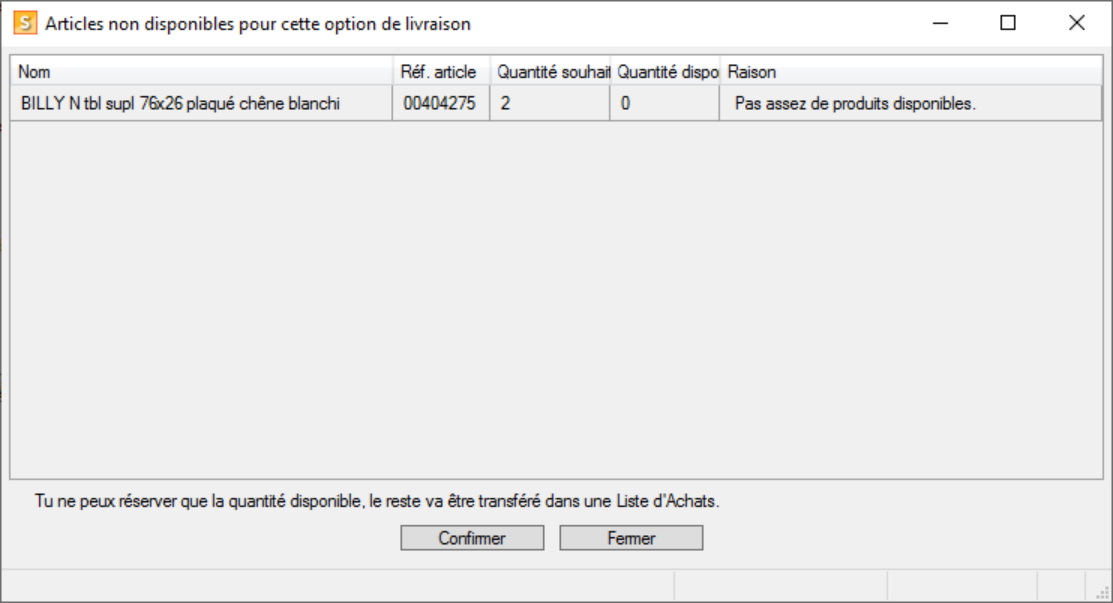 S Articles non disponibles pour cette option de livraison
Nom Réf. article Quantité souhait Quantité dispo Raison
BILLY N tbl supl 76x26 plaqué chêne blanchi 00404275 2 0 Pas assez de produits disponibles.
Tu ne peux réserver que la quantité disponible, le reste va être transféré dans une Liste d'Achats.
Confirmer Fermer